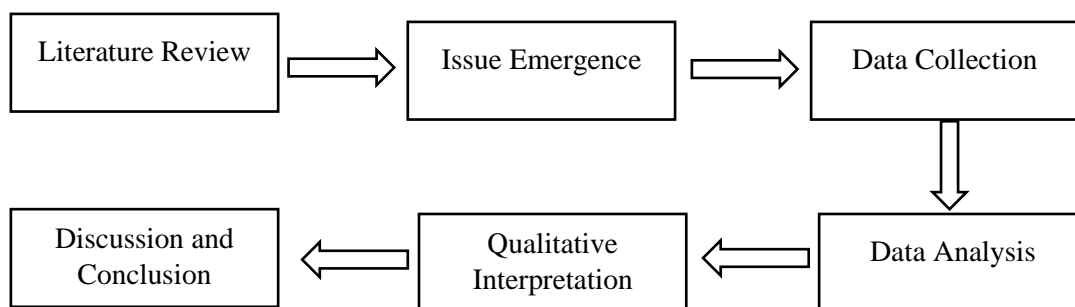 Literature Review
Issue Emergence
Data Collection
Data Analysis
Qualitative
Interpretation
Discussion and
Conclusion